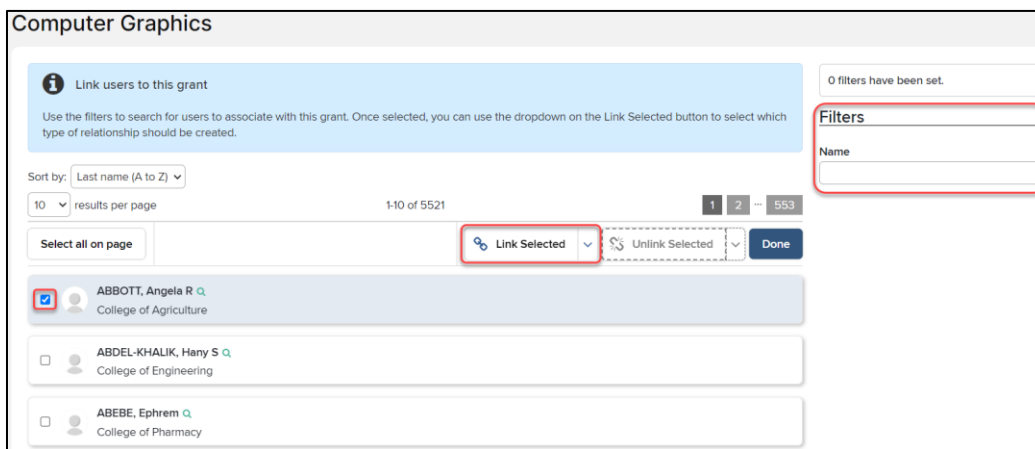 Computer Graphics
Link users to this grant
Use the filters to search for users to associate with this grant. Once selected, you can use the dropdown on the Link Selected button to select which
type of relationship should be created.
Sort by: Last name (A to Z)
10 results per page
1-10 of 5521
1 2 ... 553
Select all on page
Link Selected
Unlink Selected
Done
ABBOTT, Angela R
College of Agriculture
ABDEL-KHALIK, Hany S
College of Engineering
ABEBE, Ephrem
College of Pharmacy
0 filters have been set.
Filters
Name